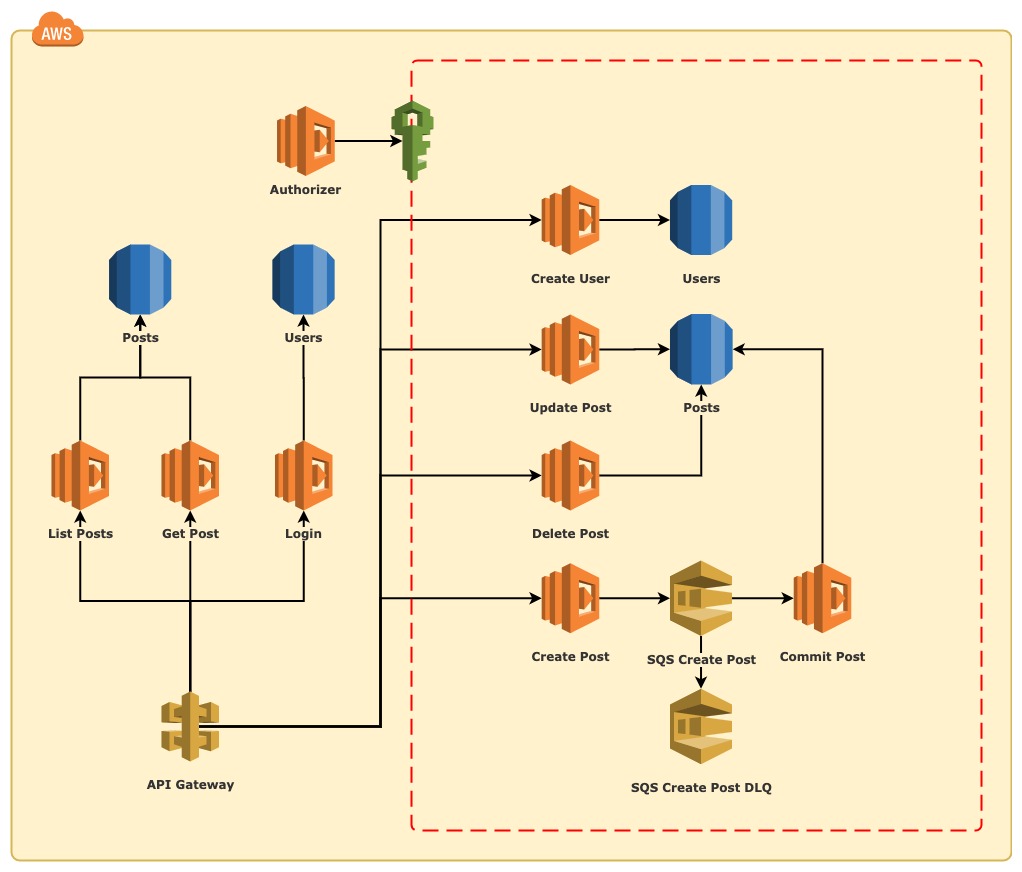 AWS
Authorizer
Create User
Users
Posts
Users
Update Post
Posts
List Posts
Get Post
Login
Delete Post
Create Post
SQS Create Post
Commit Post
API Gateway
SQS Create Post DLQ